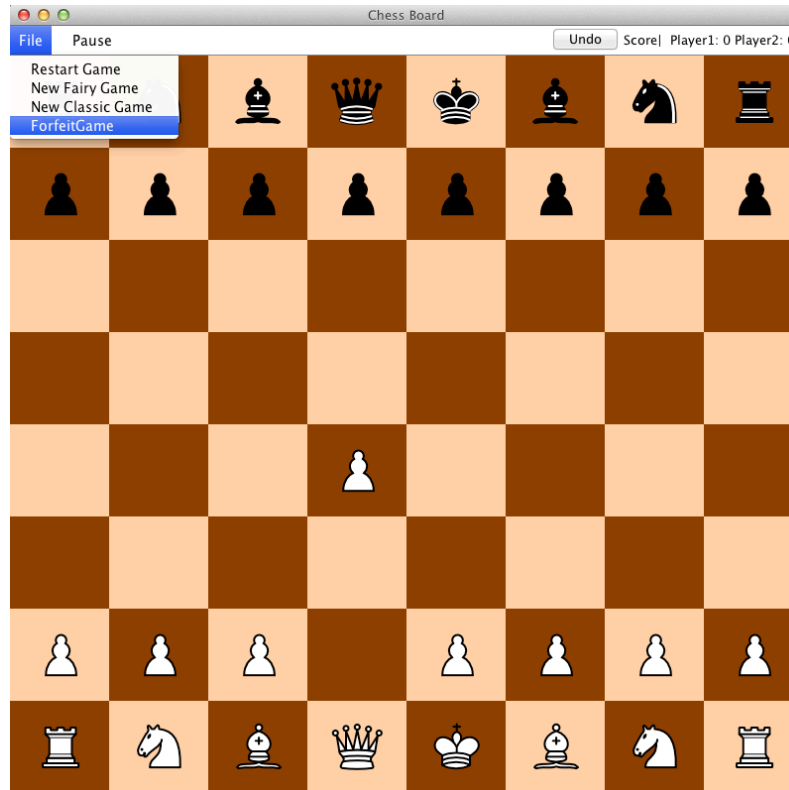 Chess Board
File Pause Undo Score| Player1: 0 Player2:
Restart Game
New Fairy Game
New Classic Game
ForfeitGame